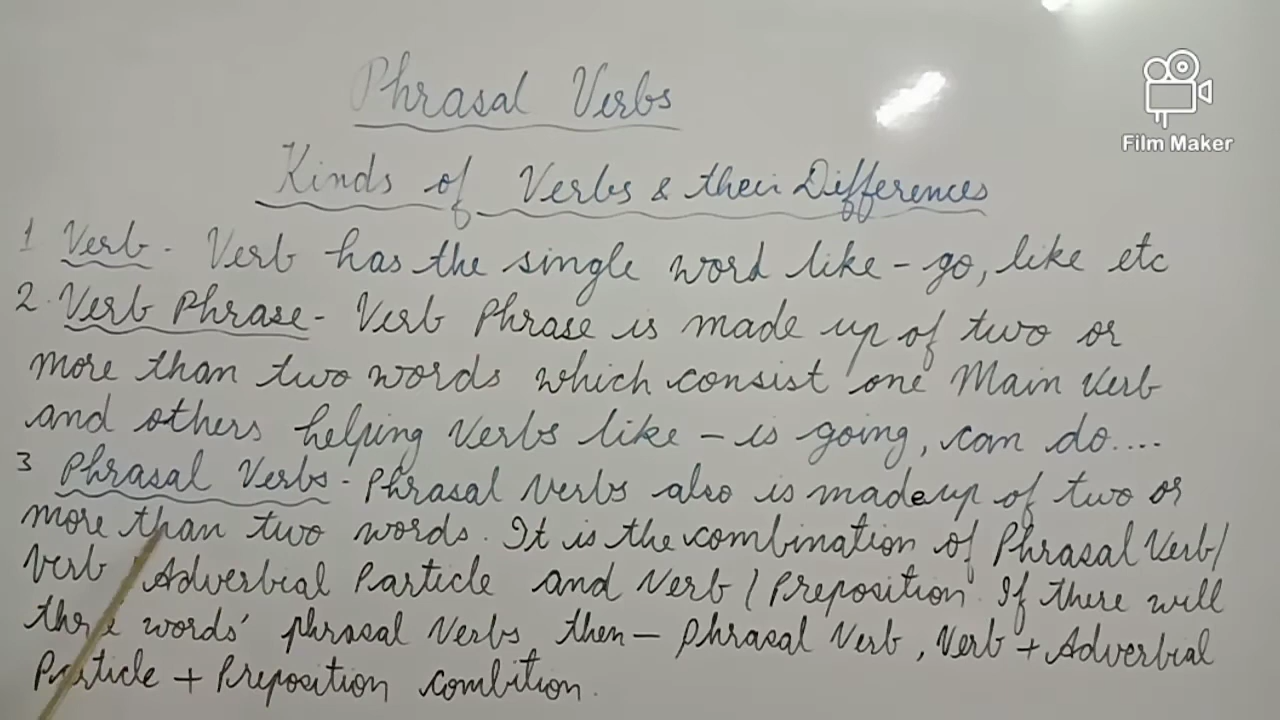 Phrasal Verbs
Film Maker
Kinds of Verbs & their Differences
1 Verb - Verb has the single word like - go, like etc
2. Verb Phrase - Verb Phrase is made up of two or
more than two words which consist one Main Verb
and others helping Verbs like - is going, can do....
3 Phrasal Verbs - Phrasal Verbs also is made up of two or
more than two words. It is the combination of Phrasal Verb/
Verb Adverbial Particle and Verb / Preposition. If there will
words' phrasal Verbs then - Phrasal Verb, Verb + Adverbial
Particle + Preposition combition.